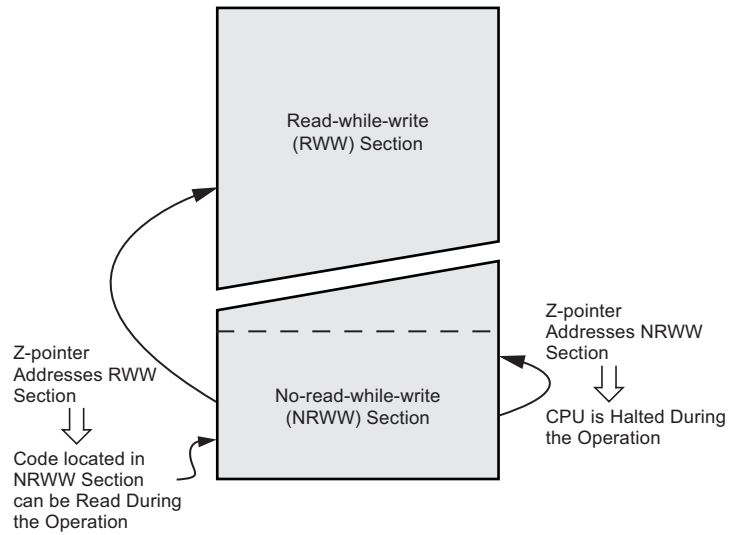 Read-while-write
(RWW) Section
Z-pointer
Addresses RWW
Section
Code located in
NRWW Section
can be Read During
the Operation
No-read-while-write
(NRWW) Section
Z-pointer
Addresses NRWW
Section
CPU is Halted During
the Operation